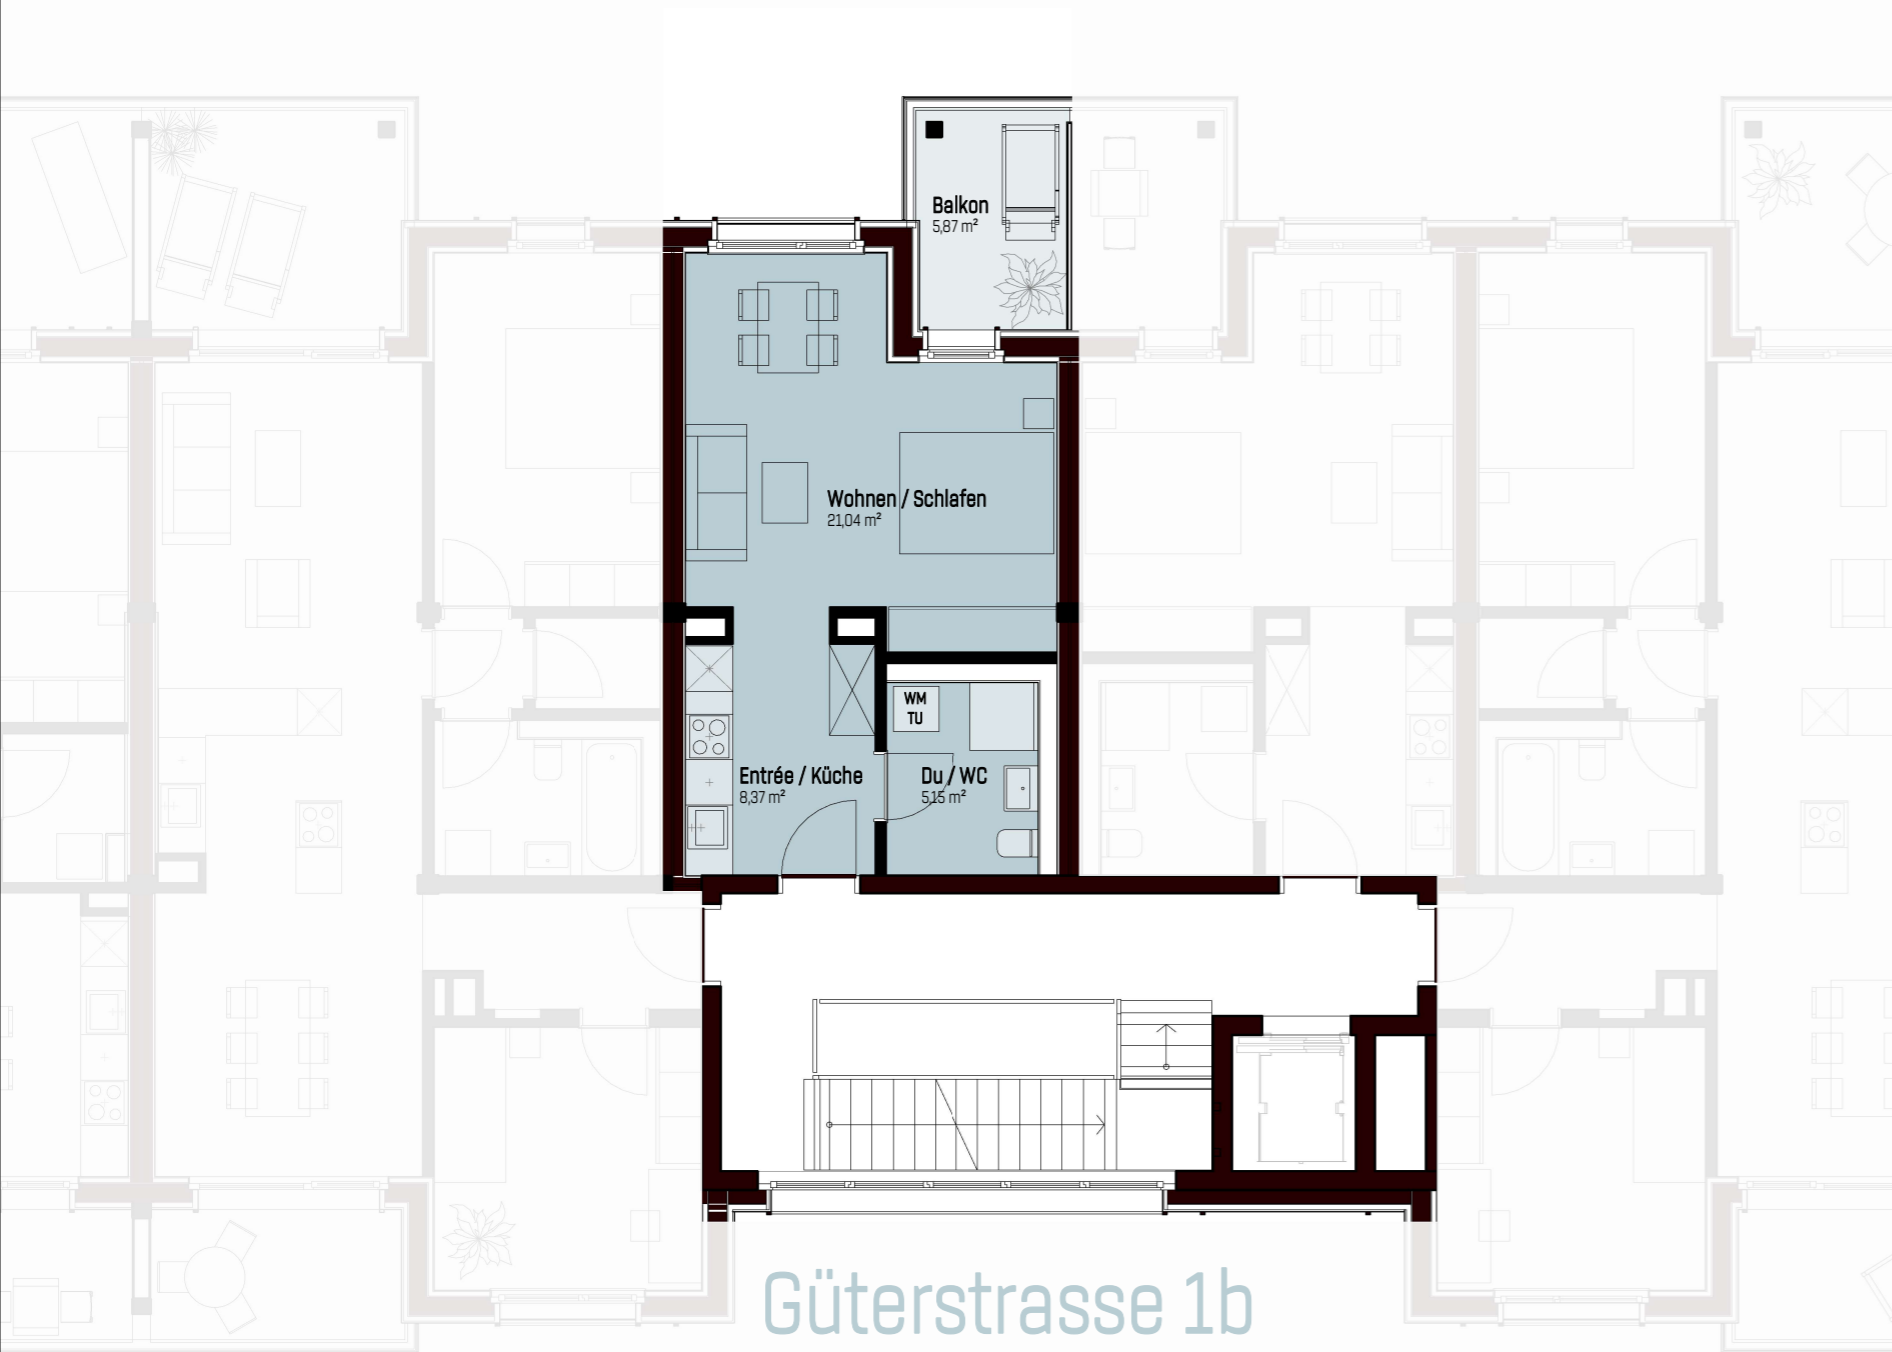 Balkon
5,87 m²
Wohnen / Schlafen
21,04 m²
WM
TU
Entrée / Küche
8,37 m²
Du / WC
5,15 m²
Güterstrasse 1b